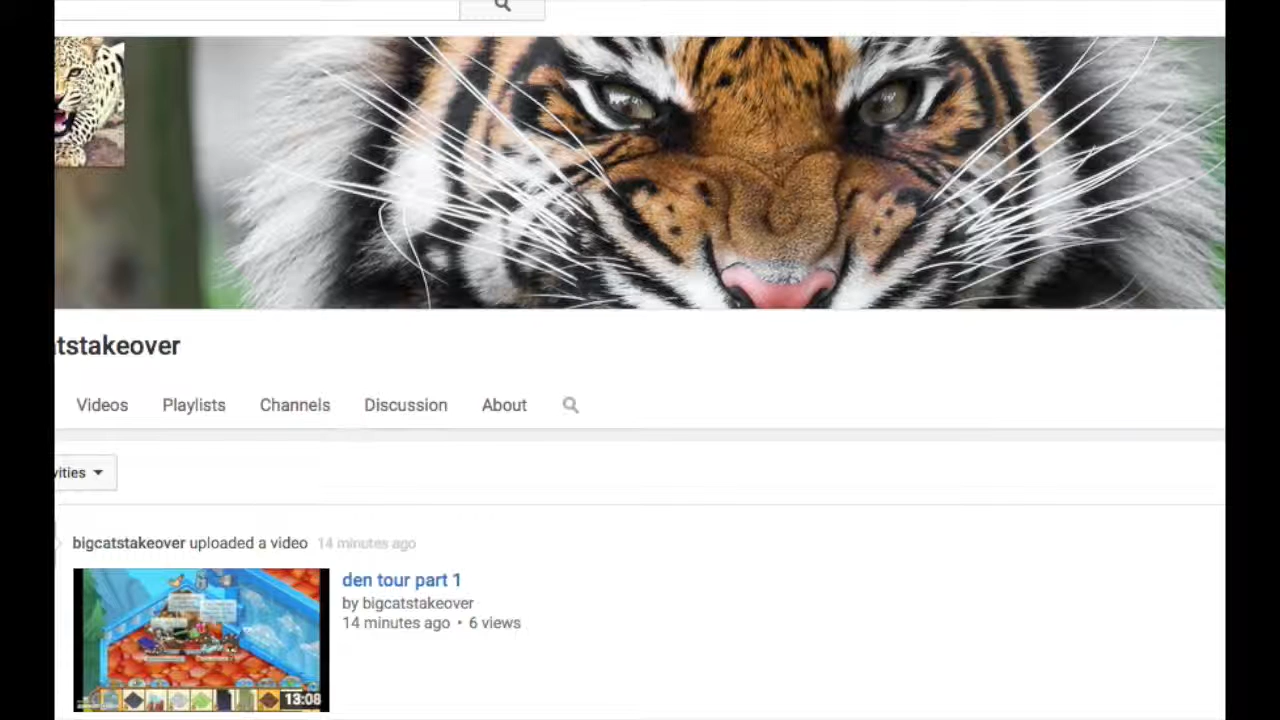 tstakeover
Videos Playlists Channels Discussion About
vities
bigcatstakeover uploaded a video 14 minutes ago
den tour part 1
by bigcatstakeover
14 minutes ago • 6 views
13:08